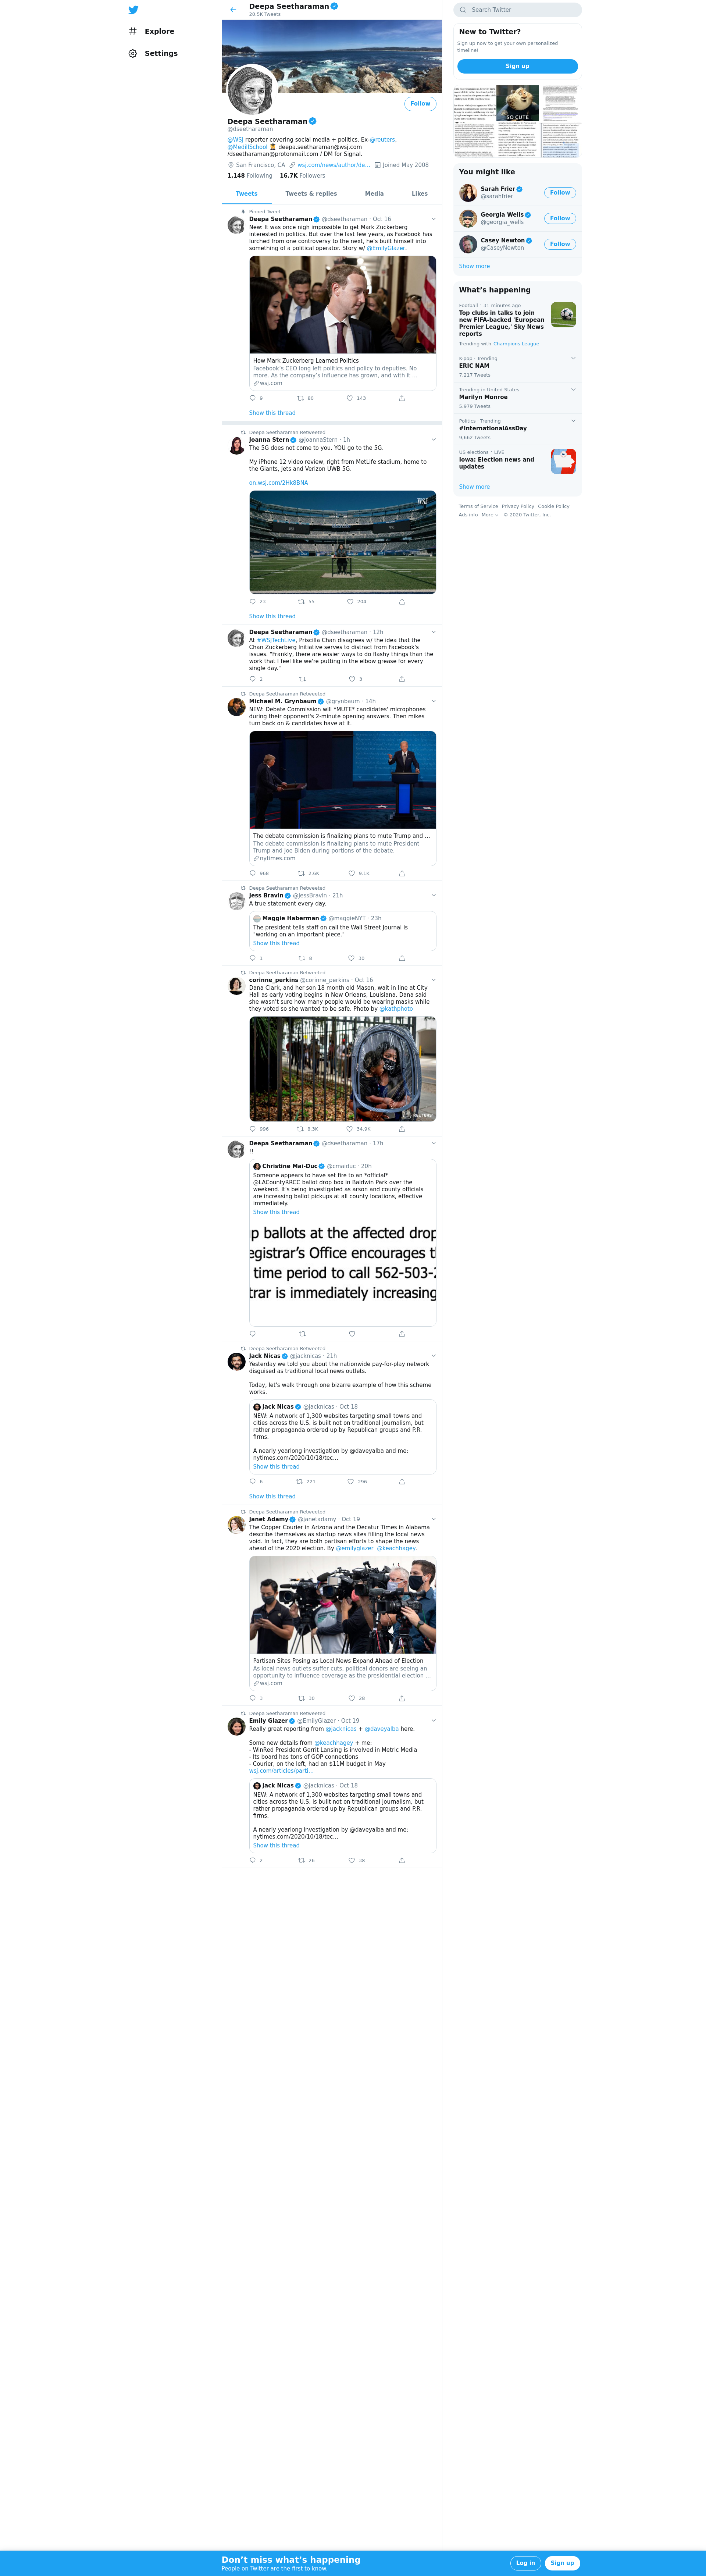 Deepa Seetharaman
20.5K Tweets
Explore
Settings
Follow
Deepa Seetharaman
@dseetharaman
@WSJ reporter covering social media + politics. Ex-@reuters,
@MedillSchool deepa.seetharaman@wsj.com
/dseetharaman@protonmail.com / DM for Signal.
San Francisco, CA wsj.com/news/author/de... Joined May 2008
1,148 Following 16.7K Followers
Tweets Tweets & replies Media Likes
Pinned Tweet
Deepa Seetharaman @dseetharaman · Oct 16
New: It was once nigh impossible to get Mark Zuckerberg
interested in politics. But over the last few years, as Facebook has
lurched from one controversy to the next, he's built himself into
something of a political operator. Story w/ @EmilyGlazer.
How Mark Zuckerberg Learned Politics
Facebook's CEO long left politics and policy to deputies. No
more. As the company's influence has grown, and with it ...
wsj.com
9 80 143
Show this thread
Deepa Seetharaman Retweeted
Joanna Stern @JoannaStern · 1h
The 5G does not come to you. YOU go to the 5G.
My iPhone 12 video review, right from MetLife stadium, home to
the Giants, Jets and Verizon UWB 5G.
on.wsj.com/2Hk8BNA
WSJ
23 55 204
Show this thread
Deepa Seetharaman @dseetharaman · 12h
At #WSJTechLive, Priscilla Chan disagrees w/ the idea that the
Chan Zuckerberg Initiative serves to distract from Facebook's
issues. "Frankly, there are easier ways to do flashy things than the
work that I feel like we're putting in the elbow grease for every
single day."
2 3
Deepa Seetharaman Retweeted
Michael M. Grynbaum @grynbaum · 14h
NEW: Debate Commission will *MUTE* candidates' microphones
during their opponent's 2-minute opening answers. Then mikes
turn back on & candidates have at it.
The debate commission is finalizing plans to mute Trump and ...
The debate commission is finalizing plans to mute President
Trump and Joe Biden during portions of the debate.
nytimes.com
968 2.6K 9.1K
Deepa Seetharaman Retweeted
Jess Bravin @JessBravin · 21h
A true statement every day.
Maggie Haberman @maggieNYT · 23h
The president tells staff on call the Wall Street Journal is
"working on an important piece."
Show this thread
1 8 30
Deepa Seetharaman Retweeted
corinne_perkins @corinne_perkins · Oct 16
Dana Clark, and her son 18 month old Mason, wait in line at City
Hall as early voting begins in New Orleans, Louisiana. Dana said
she wasn't sure how many people would be wearing masks while
they voted so she wanted to be safe. Photo by @kathphoto
REUTERS
996 8.3K 34.9K
Deepa Seetharaman @dseetharaman · 17h
!!
Christine Mai-Duc @cmaiduc · 20h
Someone appears to have set fire to an *official*
@LACountyRRCC ballot drop box in Baldwin Park over the
weekend. It's being investigated as arson and county officials
are increasing ballot pickups at all county locations, effective
immediately.
Show this thread
p ballots at the affected drop
egistrar's Office encourages t
time period to call 562-503-2
trar is immediately increasing
Deepa Seetharaman Retweeted
Jack Nicas @jacknicas · 21h
Yesterday we told you about the nationwide pay-for-play network
disguised as traditional local news outlets.
Today, let's walk through one bizarre example of how this scheme
works.
Jack Nicas @jacknicas · Oct 18
NEW: A network of 1,300 websites targeting small towns and
cities across the U.S. is built not on traditional journalism, but
rather propaganda ordered up by Republican groups and P.R.
firms.
A nearly yearlong investigation by @daveyalba and me:
nytimes.com/2020/10/18/tec...
Show this thread
6 221 298
Show this thread
Deepa Seetharaman Retweeted
Janet Adamy @janetadamy · Oct 19
The Copper Courier in Arizona and the Decatur Times in Alabama
describe themselves as startup news sites filling the local news
void. In fact, they are both partisan efforts to shape the news
ahead of the 2020 election. By @emilyglazer @keachhagey.
Partisan Sites Posing as Local News Expand Ahead of Election
As local news outlets suffer cuts, political donors are seeing an
opportunity to influence coverage as the presidential election ...
wsj.com
3 30 28
Deepa Seetharaman Retweeted
Emily Glazer @EmilyGlazer · Oct 19
Really great reporting from @jacknicas + @daveyalba here.
Some new details from @keachhagey + me:
- WinRed President Gerrit Lansing is involved in Metric Media
- Its board has tons of GOP connections
- Courier, on the left, had an $11M budget in May
wsj.com/articles/parti...
Jack Nicas @jacknicas · Oct 18
NEW: A network of 1,300 websites targeting small towns and
cities across the U.S. is built not on traditional journalism, but
rather propaganda ordered up by Republican groups and P.R.
firms.
A nearly yearlong investigation by @daveyalba and me:
nytimes.com/2020/10/18/tec...
Show this thread
2 26 38
Search Twitter
New to Twitter?
Sign up now to get your own personalized
timeline!
Sign up
SO CUTE
You might like
Sarah Frier
@sarahfrier
Follow
Georgia Wells
@georgia_wells
Follow
Casey Newton
@CaseyNewton
Follow
Show more
What's happening
Football · 31 minutes ago
Top clubs in talks to join
new FIFA-backed 'European
Premier League,' Sky News
reports
Trending with Champions League
K-pop · Trending
ERIC NAM
7,217 Tweets
Trending in United States
Marilyn Monroe
5,979 Tweets
Politics · Trending
#InternationalAssDay
9,662 Tweets
US elections · LIVE
Iowa: Election news and
updates
Show more
Terms of Service Privacy Policy Cookie Policy
Ads info More © 2020 Twitter, Inc.
Don't miss what's happening
People on Twitter are the first to know.
Log in Sign up